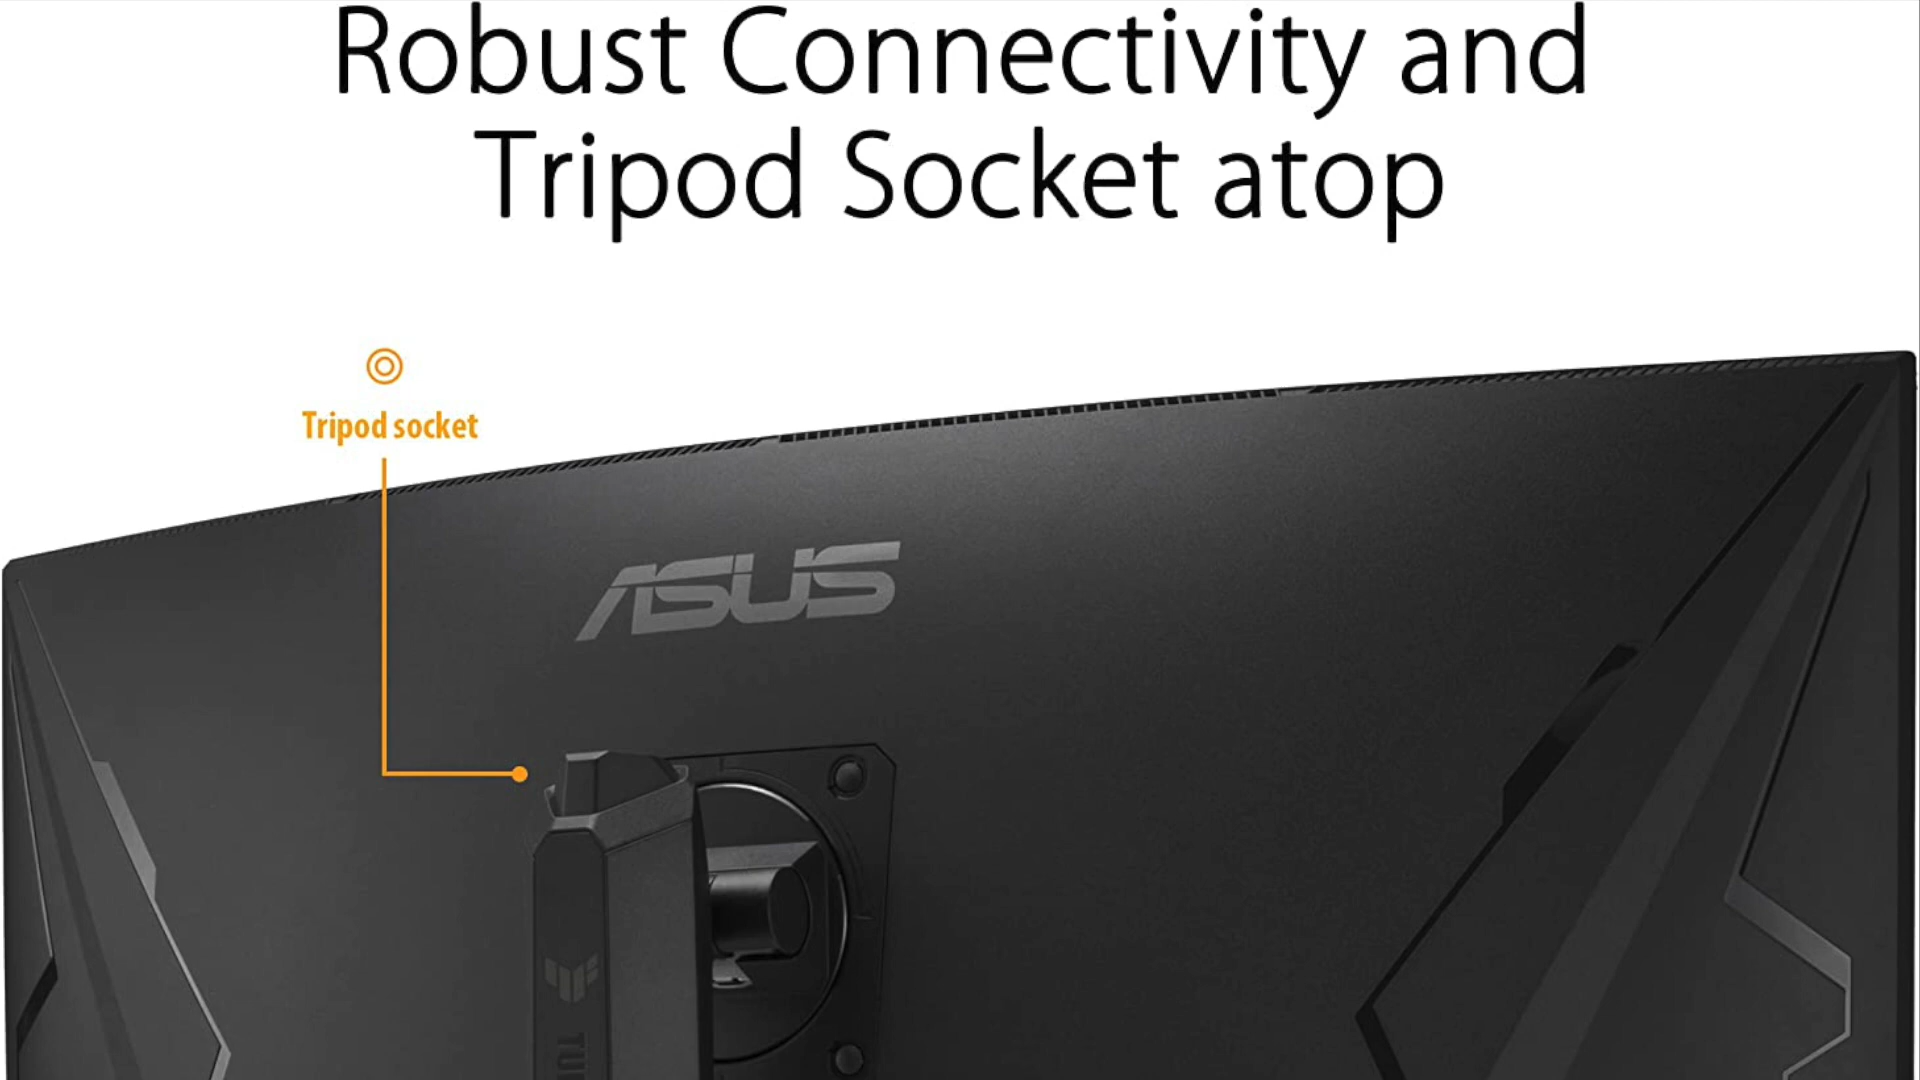 Robust Connectivity and
Tripod Socket atop
Tripod socket
ASUS